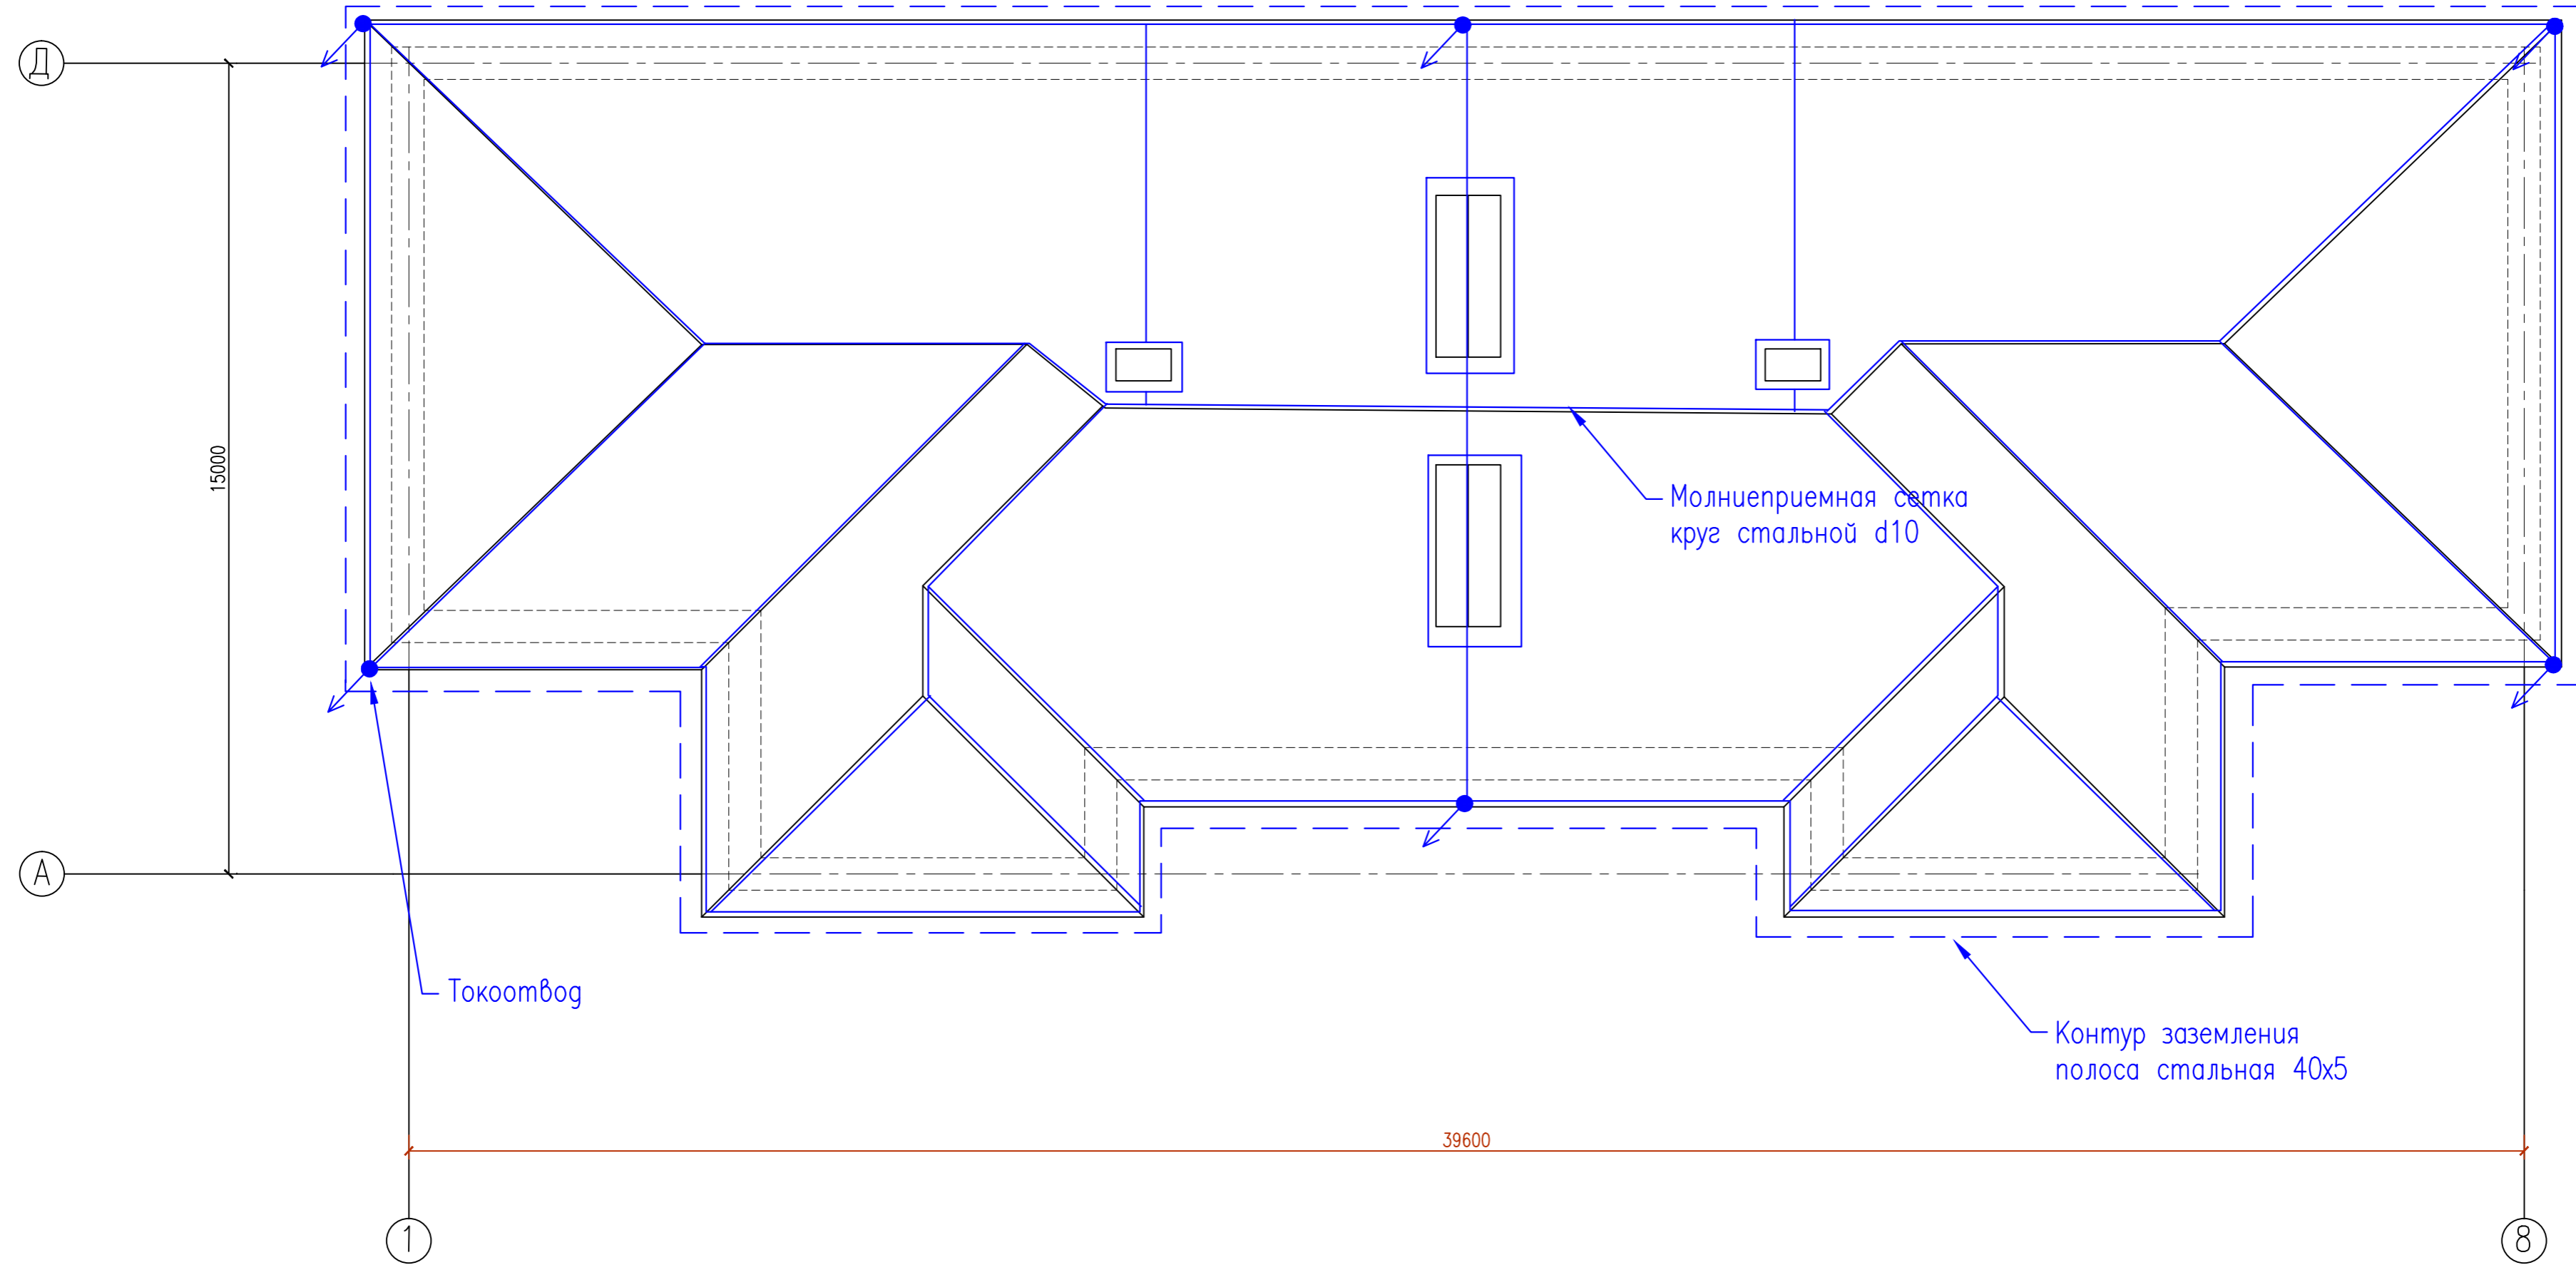 Д
15000
Молниеприемная сетка
круг стальной d10
А
Токоотвод
Контур заземления
полоса стальная 40х5
39600
1
8